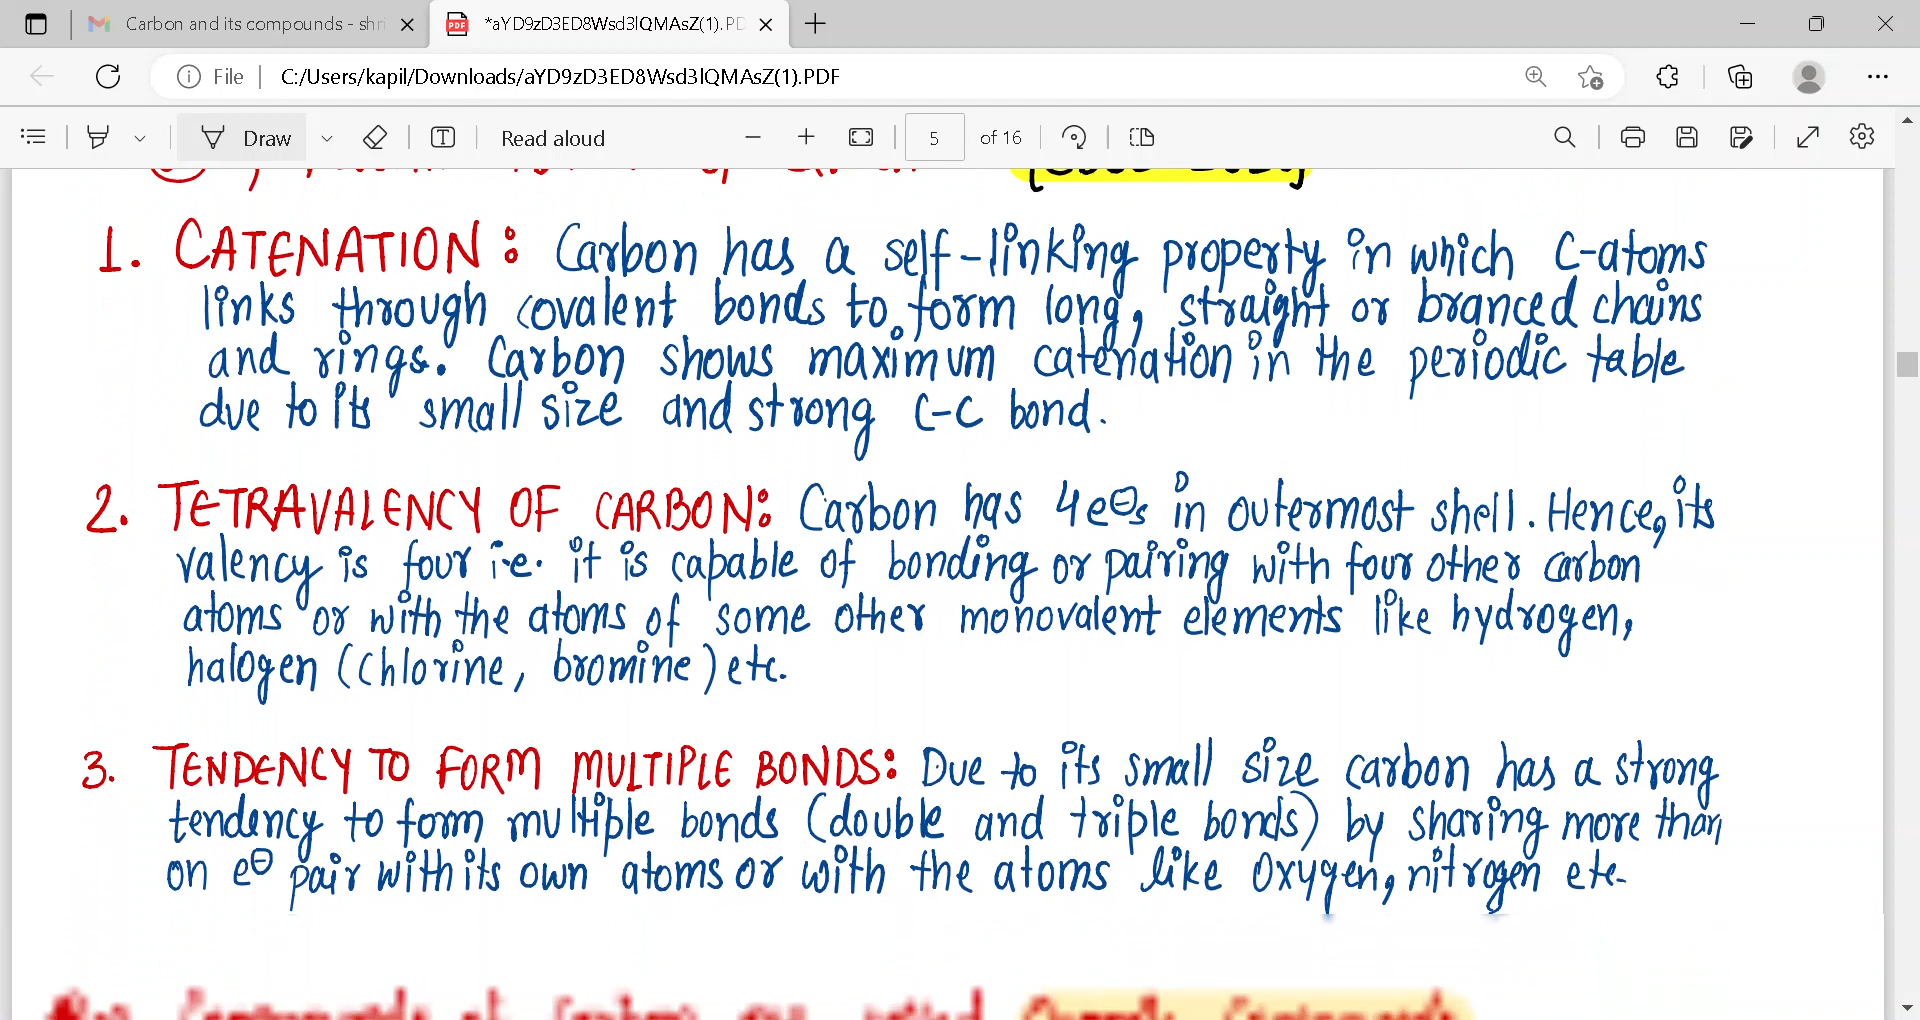 Carbon and its compounds - shri
*aYD9zD3ED8Wsd3lQMAsZ(1).PD
File C:/Users/kapil/Downloads/aYD9zD3ED8Wsd3lQMAsZ(1).PDF
Draw Read aloud 5 of 16
1. CATENATION : Carbon has a self-linking property in which C-atoms
links through covalent bonds to form long, straight or branced chains
and rings. Carbon shows maximum catenation in the periodic table
due to its small size and strong C-C bond.
2. TETRAVALENCY OF CARBON: Carbon has 4e⊖s in outermost shell. Hence, its
valency is four i.e. it is capable of bonding or pairing with four other carbon
atoms or with the atoms of some other monovalent elements like hydrogen,
halogen (chlorine, bromine) etc.
3. TENDENCY TO FORM MULTIPLE BONDS: Due to its small size carbon has a strong
tendency to form multiple bonds (double and triple bonds) by sharing more than
on e⊖ pair with its own atoms or with the atoms like Oxygen, nitrogen etc.